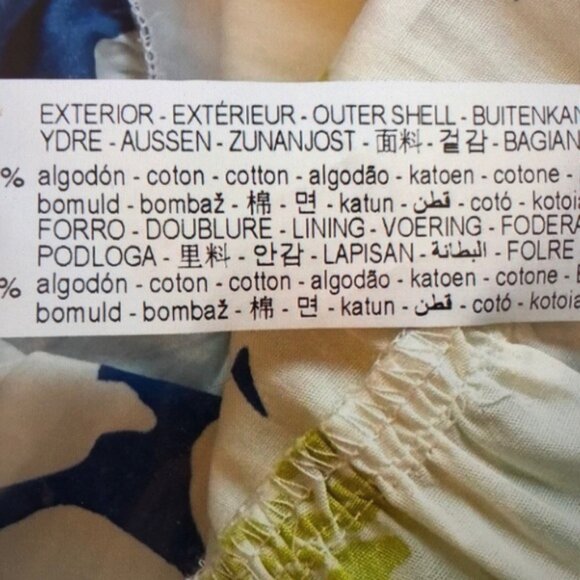 EXTERIOR - EXTÉRIEUR - OUTER SHELL - BUITENKAN
YDRE - AUSSEN - ZUNANJOST - 面料 - 겉감 - BAGIAN
% algodón - coton - cotton - algodão - katoen - cotone -
bomuld - bombaž - 棉 - 면 - katun - قطن - cotó - kotoia
FORRO - DOUBLURE - LINING - VOERING - FODERA
PODLOGA - 里料 - 안감 - LAPISAN - البطانة - FOLRE
% algodón - coton - cotton - algodão - katoen - cotone -
bomuld - bombaž - 棉 - 면 - katun - قطن - cotó - kotoia